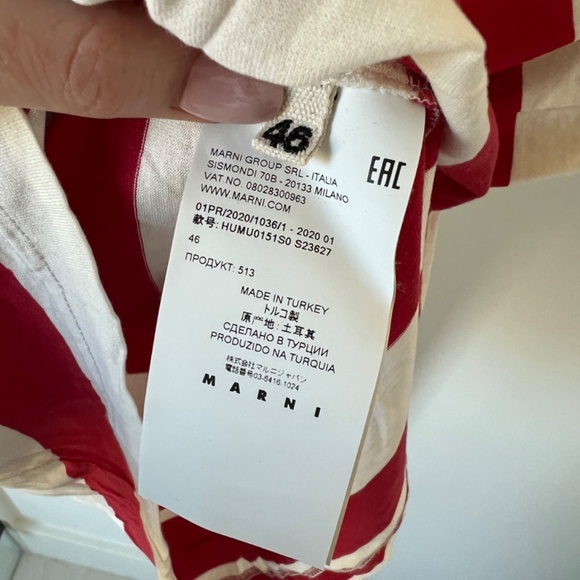 46
MARNI GROUP SRL - ITALIA
SISMONDI 70B - 20133 MILANO
VAT NO. 08028300963
WWW.MARNI.COM
EAC
01PR/2020/1036/1 - 2020 01
款号: HUMU0151S0 S23627
46
ПРОДУКТ: 513
MADE IN TURKEY
トルコ製
原产地: 土耳其
СДЕЛАНО В ТУРЦИИ
PRODUZIDO NA TURQUIA
株式会社マルニジャパン
電話番号03-6416-1024
MARNI